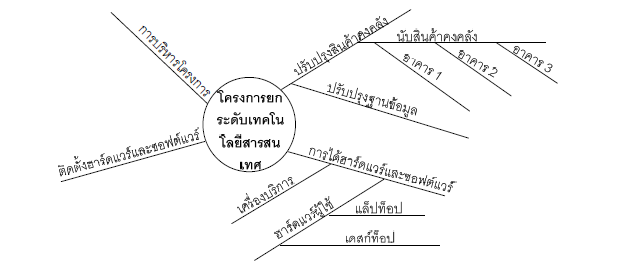 การบริหารโครงการ
ปรับปรุงสินค้าคงคลัง
นับสินค้าคงคลัง
อาคาร 1
อาคาร 2
อาคาร 3
ปรับปรุงฐานข้อมูล
โครงการยก
ระดับเทคโน
โลยีสารสน
เทศ
ติดตั้งฮาร์ดแวร์และซอฟต์แวร์
การได้ฮาร์ดแวร์และซอฟต์แวร์
เครื่องบริการ
ฮาร์ดแวร์ผู้ใช้
แล็ปท็อป
เดสก์ท็อป